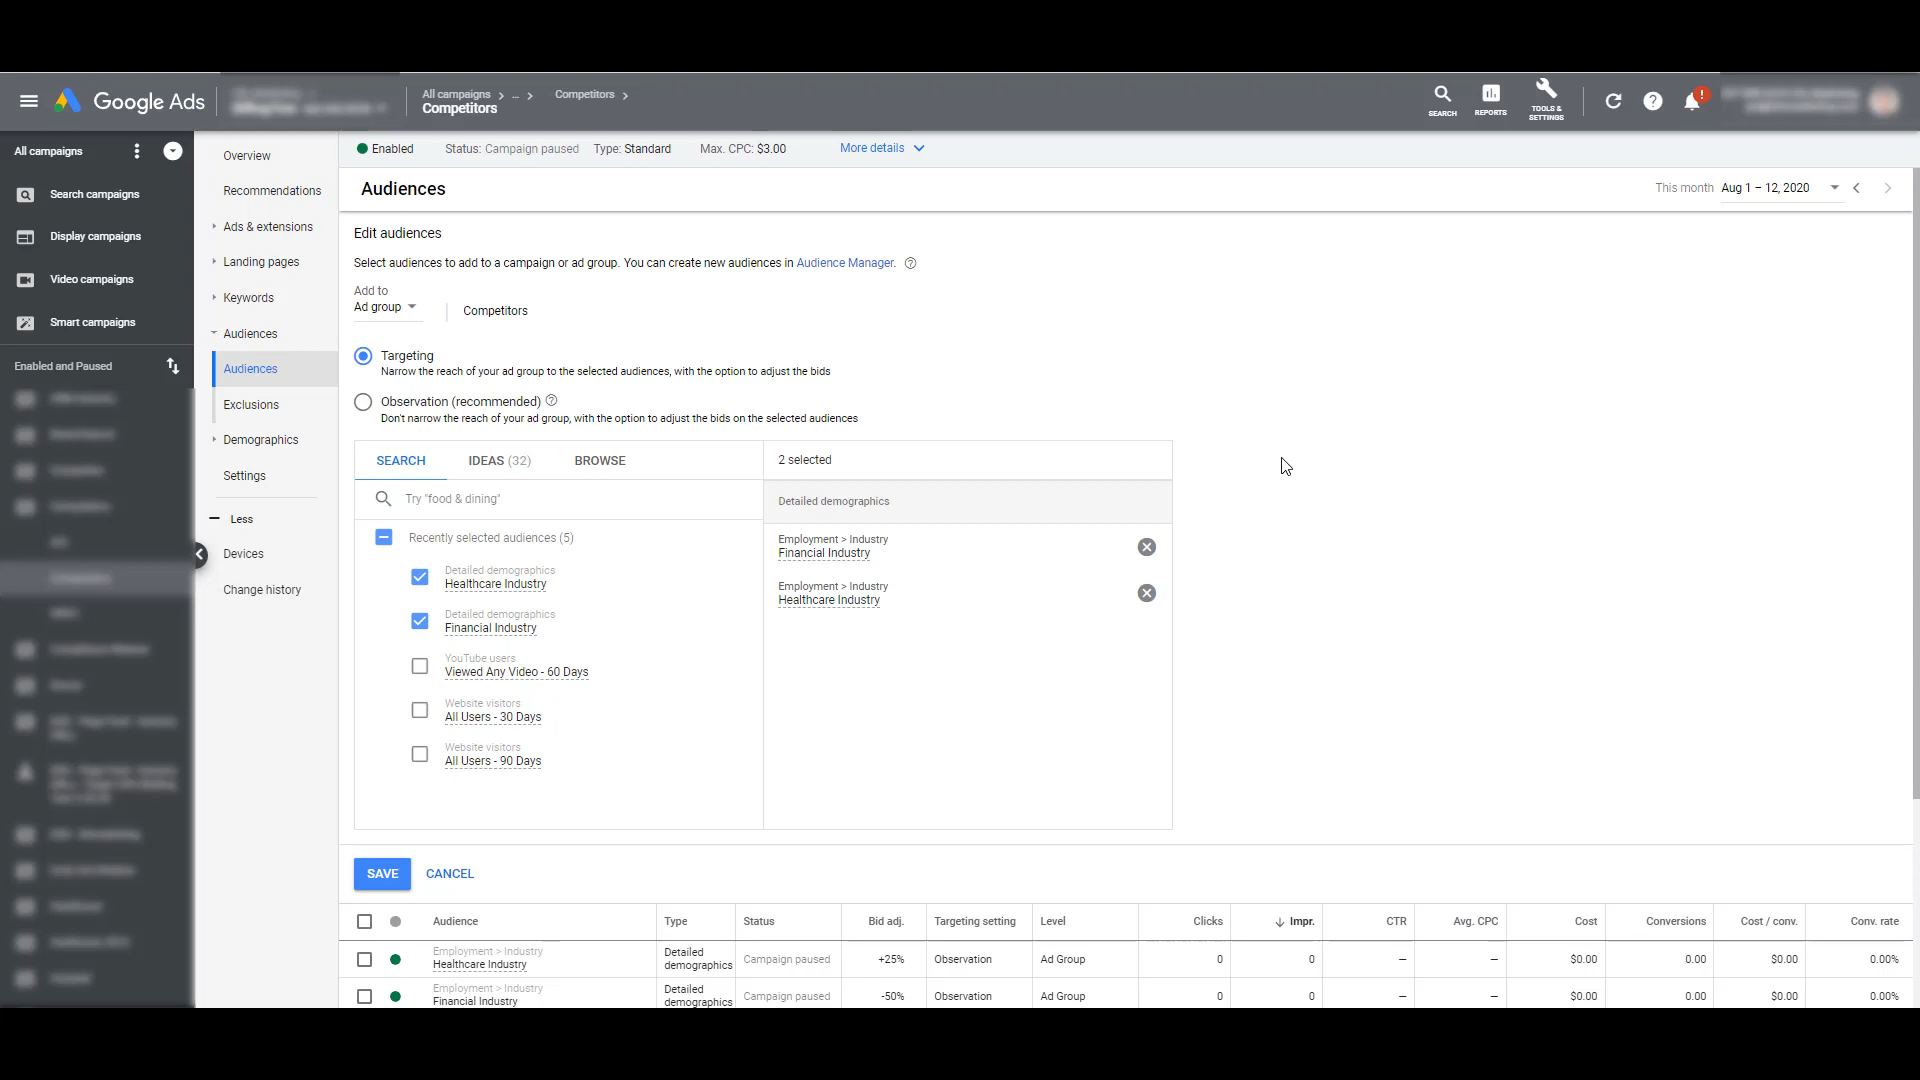 Google Ads
All campaigns > ... >
Competitors >
Competitors
SEARCH
REPORTS
TOOLS &
SETTINGS
!
All campaigns
Search campaigns
Display campaigns
Video campaigns
Smart campaigns
Enabled and Paused
Overview
Recommendations
Ads & extensions
Landing pages
Keywords
Audiences
Audiences
Exclusions
Demographics
Settings
Less
Devices
Change history
Enabled
Status: Campaign paused
Type: Standard
Max. CPC: $3.00
More details
Audiences
This month
Aug 1 – 12, 2020
Edit audiences
Select audiences to add to a campaign or ad group. You can create new audiences in Audience Manager.
Add to
Ad group
Competitors
Targeting
Narrow the reach of your ad group to the selected audiences, with the option to adjust the bids
Observation (recommended)
Don't narrow the reach of your ad group, with the option to adjust the bids on the selected audiences
SEARCH
IDEAS (32)
BROWSE
2 selected
Try "food & dining"
Detailed demographics
Recently selected audiences (5)
Detailed demographics
Healthcare Industry
Detailed demographics
Financial Industry
YouTube users
Viewed Any Video - 60 Days
Website visitors
All Users - 30 Days
Website visitors
All Users - 90 Days
Employment > Industry
Financial Industry
Employment > Industry
Healthcare Industry
SAVE
CANCEL
Audience Type Status Bid adj. Targeting setting Level Clicks Impr. CTR Avg. CPC Cost Conversions Cost / conv. Conv. rate
Employment > Industry
Healthcare Industry
Detailed
demographics
Campaign paused +25% Observation Ad Group 0 0 – – $0.00 0.00 $0.00 0.00%
Employment > Industry
Financial Industry
Detailed
demographics
Campaign paused -50% Observation Ad Group 0 0 – – $0.00 0.00 $0.00 0.00%